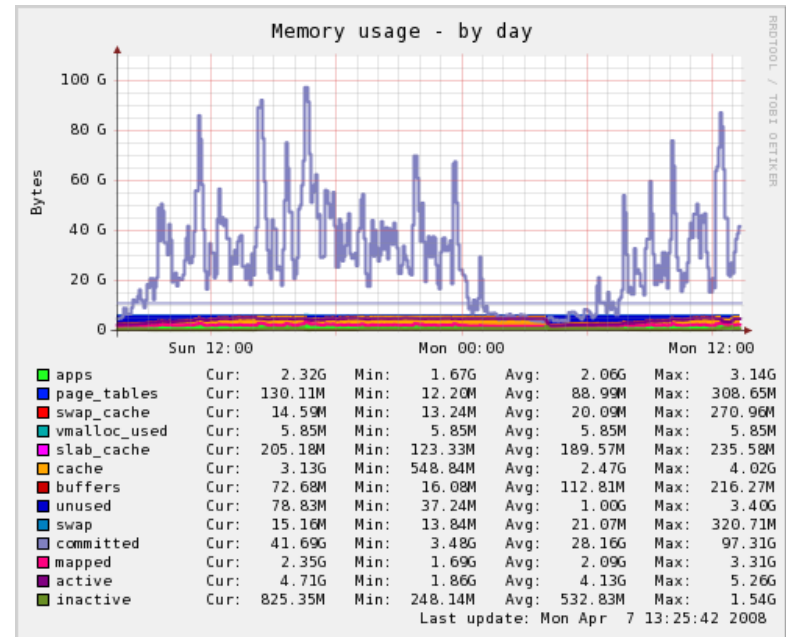 Memory usage - by day
RRDTOOL / TOBI OETIKER
Bytes
100 G
80 G
60 G
40 G
20 G
0
Sun 12:00 Mon 00:00 Mon 12:00
apps Cur: 2.32G Min: 1.67G Avg: 2.06G Max: 3.14G
page_tables Cur: 130.11M Min: 12.20M Avg: 88.99M Max: 308.65M
swap_cache Cur: 14.59M Min: 13.24M Avg: 20.09M Max: 270.96M
vmalloc_used Cur: 5.85M Min: 5.85M Avg: 5.85M Max: 5.85M
slab_cache Cur: 205.18M Min: 123.33M Avg: 189.57M Max: 235.58M
cache Cur: 3.13G Min: 548.84M Avg: 2.47G Max: 4.02G
buffers Cur: 72.68M Min: 16.08M Avg: 112.81M Max: 216.27M
unused Cur: 78.83M Min: 37.24M Avg: 1.00G Max: 3.40G
swap Cur: 15.16M Min: 13.84M Avg: 21.07M Max: 320.71M
committed Cur: 41.69G Min: 3.48G Avg: 28.16G Max: 97.31G
mapped Cur: 2.35G Min: 1.69G Avg: 2.09G Max: 3.31G
active Cur: 4.71G Min: 1.86G Avg: 4.13G Max: 5.26G
inactive Cur: 825.35M Min: 248.14M Avg: 532.83M Max: 1.54G
Last update: Mon Apr 7 13:25:42 2008